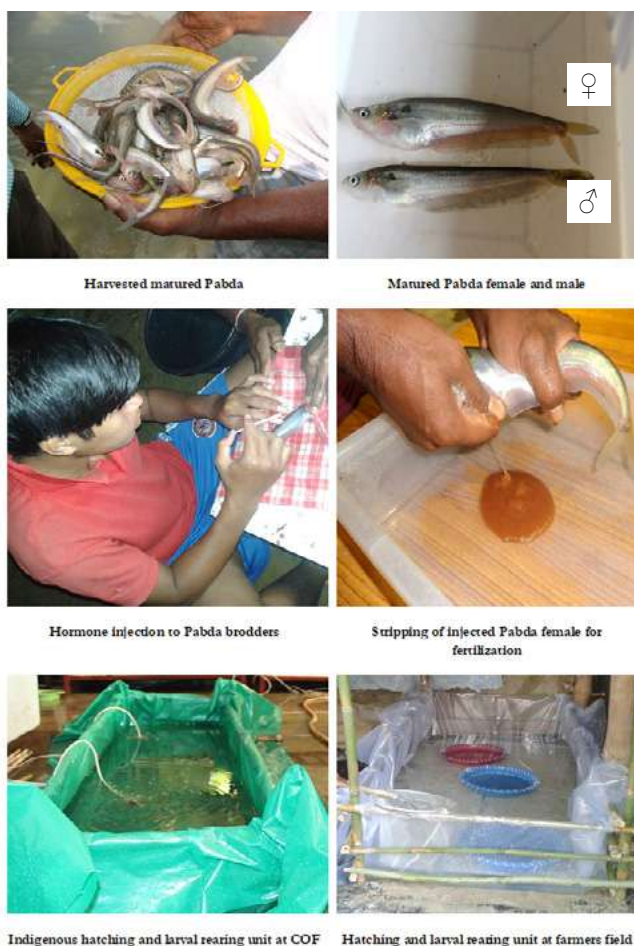 ♀
♂
Harvested matured Pabda
Matured Pabda female and male
Hormone injection to Pabda brodders
Stripping of injected Pabda female for
fertilization
Indigenous hatching and larval rearing unit at COF
Hatching and larval rearing unit at farmers field